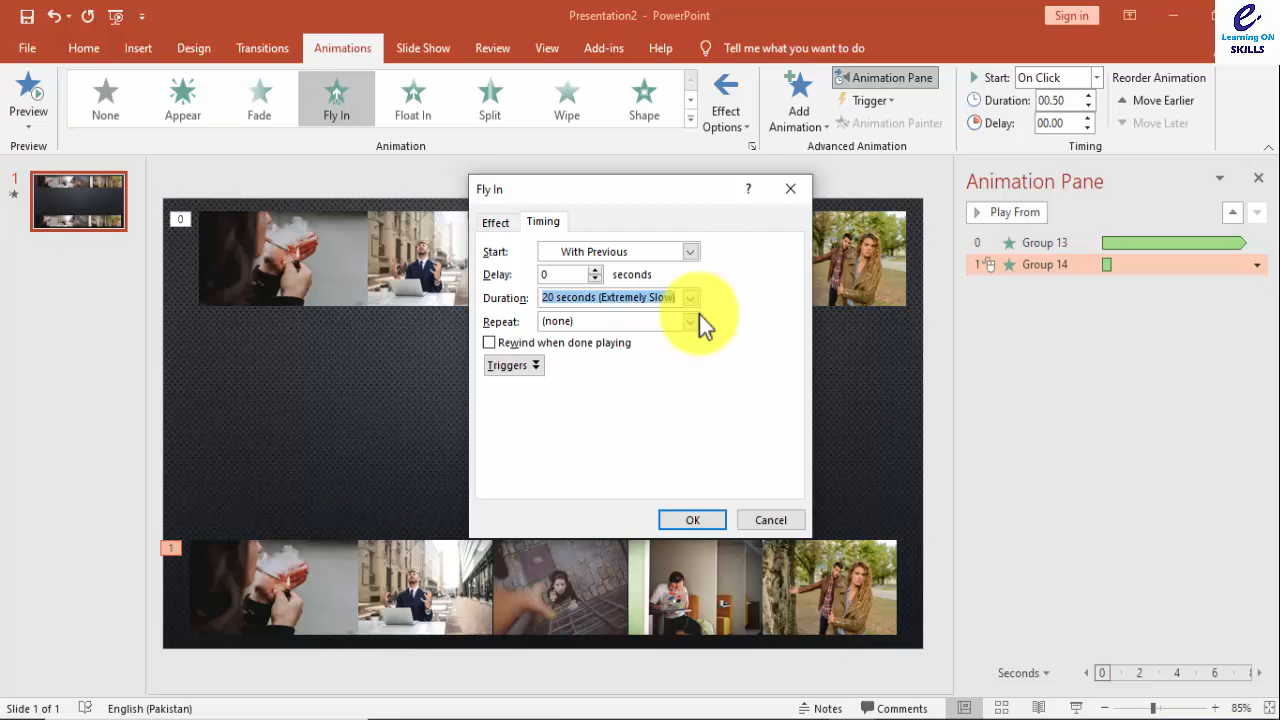 Presentation2 - PowerPoint
Sign in
e
Learning ON
SKILLS
File
Home
Insert
Design
Transitions
Animations
Slide Show
Review
View
Add-ins
Help
Tell me what you want to do
Preview
None
Appear
Fade
Fly In
Float In
Split
Wipe
Shape
Effect
Options
Add
Animation
Animation Pane
Trigger
Animation Painter
Start: On Click
Duration: 00.50
Delay: 00.00
Reorder Animation
Move Earlier
Move Later
Preview
Animation
Advanced Animation
Timing
1
0
1
Fly In
?
Effect
Timing
Start: With Previous
Delay: 0 seconds
Duration: 20 seconds (Extremely Slow)
Repeat: (none)
Rewind when done playing
Triggers
OK
Cancel
Animation Pane
Play From
0 Group 13
1 Group 14
Seconds
0 2 4 6
Slide 1 of 1
English (Pakistan)
Notes
Comments
85%